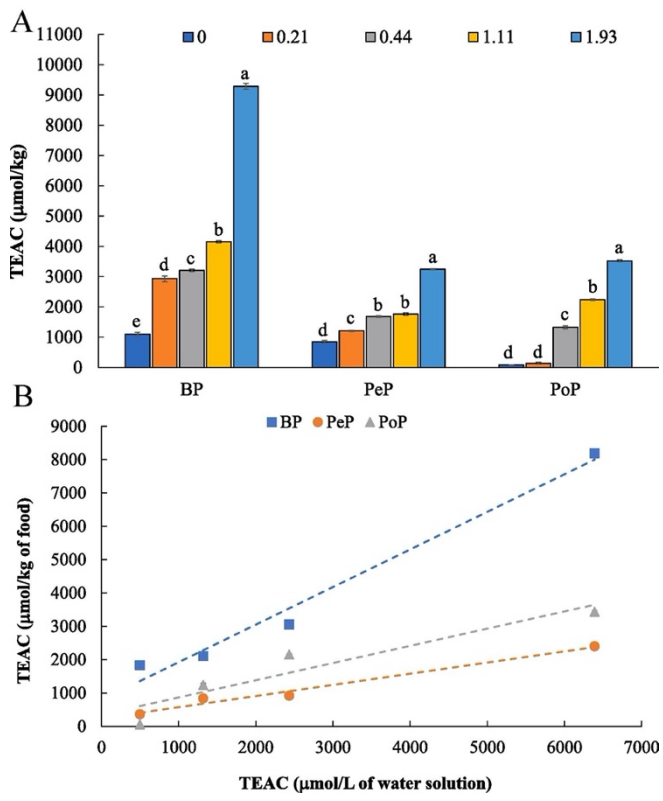 A
0 0.21 0.44 1.11 1.93
TEAC (μmol/kg)
11000
10000
9000
8000
7000
6000
5000
4000
3000
2000
1000
0
e d c b a
d c b b a
d d c b a
BP PeP PoP
B
BP PeP PoP
TEAC (μmol/kg of food)
9000
8000
7000
6000
5000
4000
3000
2000
1000
0
0 1000 2000 3000 4000 5000 6000 7000
TEAC (μmol/L of water solution)